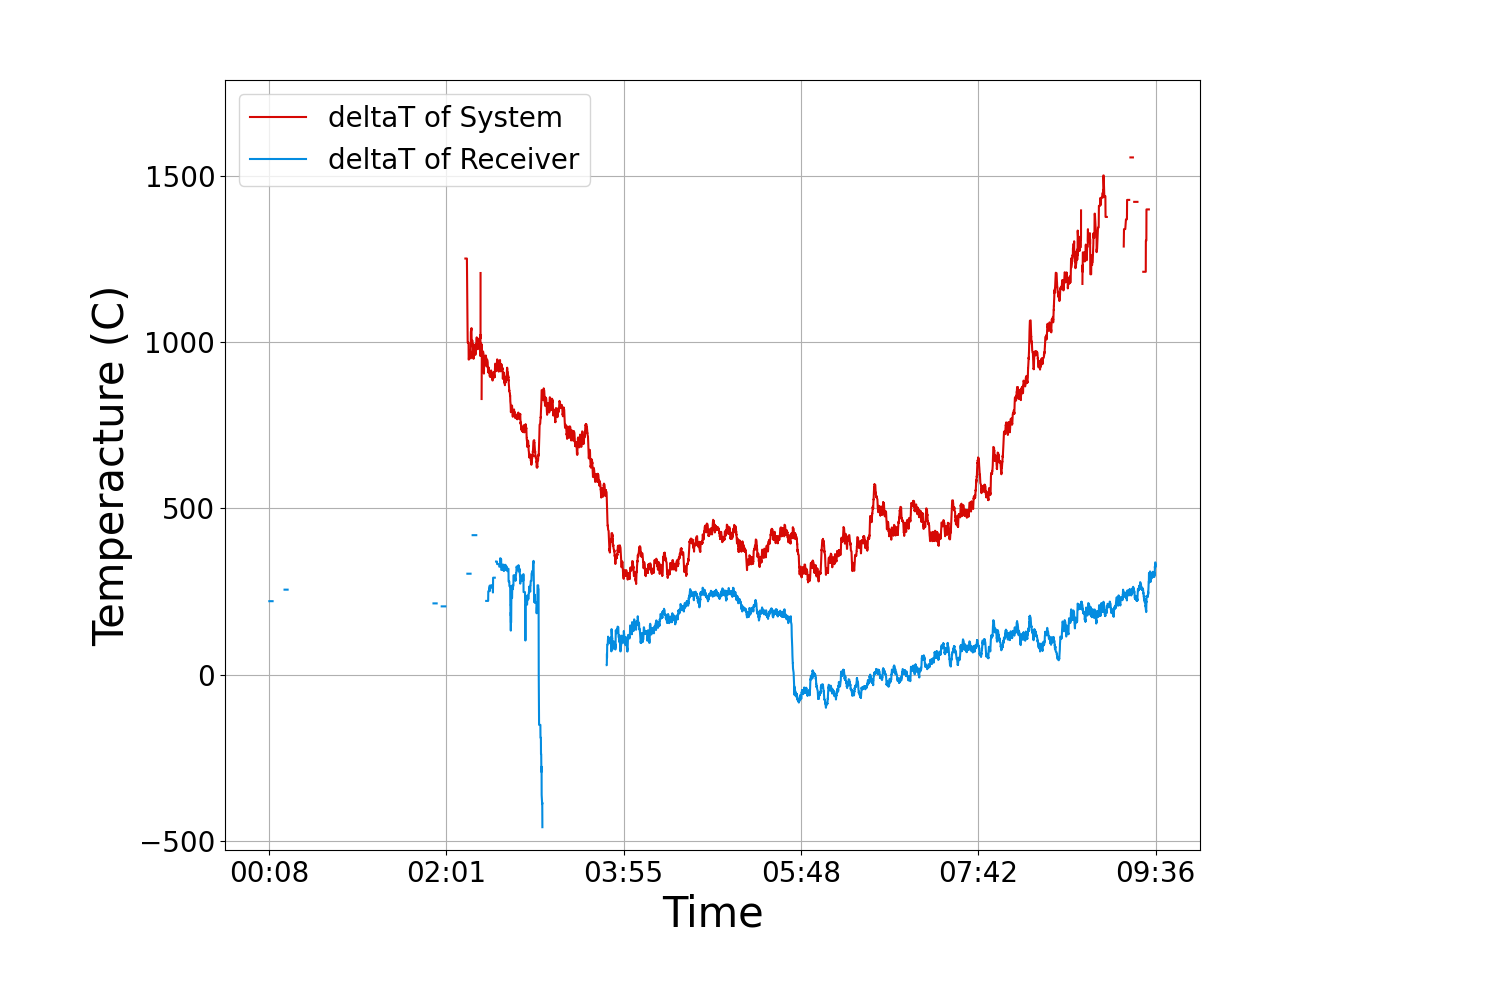 deltaT of System
deltaT of Receiver
1500
1000
500
0
−500
Temperacture (C)
00:08 02:01 03:55 05:48 07:42 09:36
Time